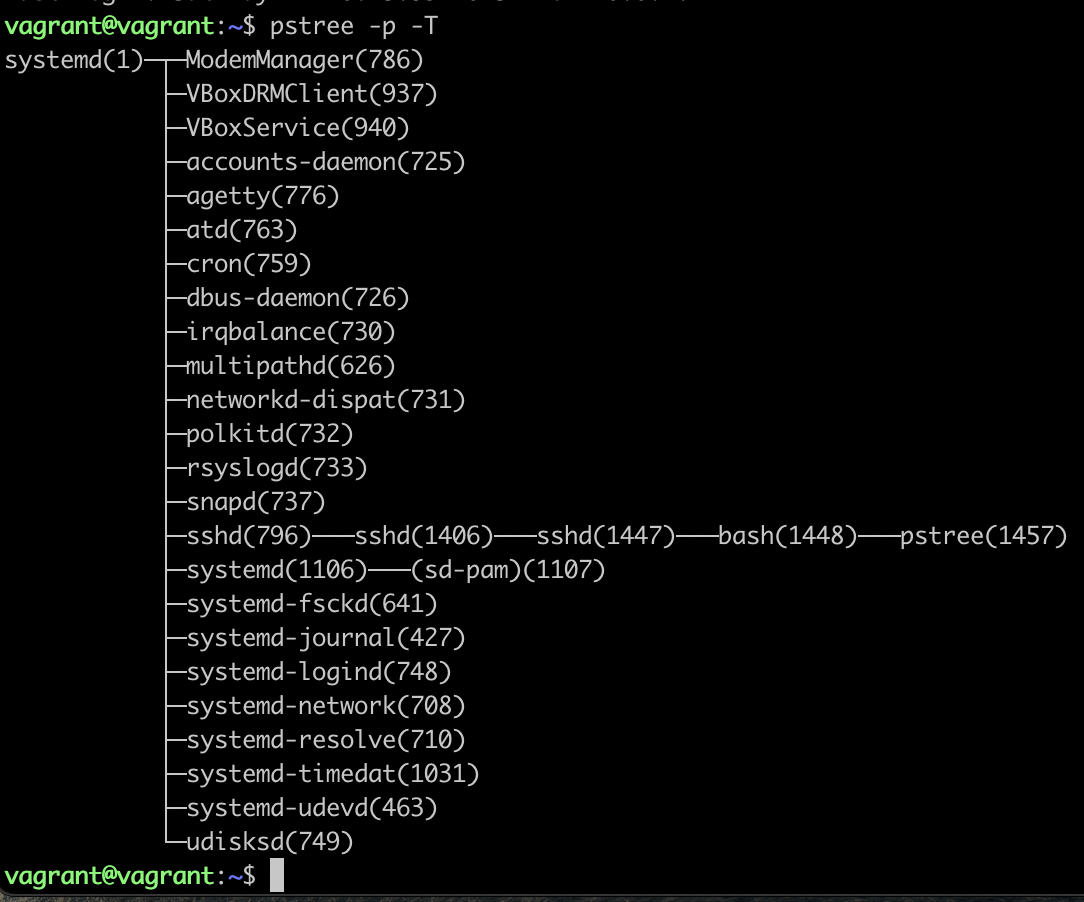 vagrant@vagrant:~$ pstree -p -T
systemd(1)─┬─ModemManager(786)
           ├─VBoxDRMClient(937)
           ├─VBoxService(940)
           ├─accounts-daemon(725)
           ├─agetty(776)
           ├─atd(763)
           ├─cron(759)
           ├─dbus-daemon(726)
           ├─irqbalance(730)
           ├─multipathd(626)
           ├─networkd-dispat(731)
           ├─polkitd(732)
           ├─rsyslogd(733)
           ├─snapd(737)
           ├─sshd(796)───sshd(1406)───sshd(1447)───bash(1448)───pstree(1457)
           ├─systemd(1106)───(sd-pam)(1107)
           ├─systemd-fsckd(641)
           ├─systemd-journal(427)
           ├─systemd-logind(748)
           ├─systemd-network(708)
           ├─systemd-resolve(710)
           ├─systemd-timedat(1031)
           ├─systemd-udevd(463)
           └─udisksd(749)
vagrant@vagrant:~$